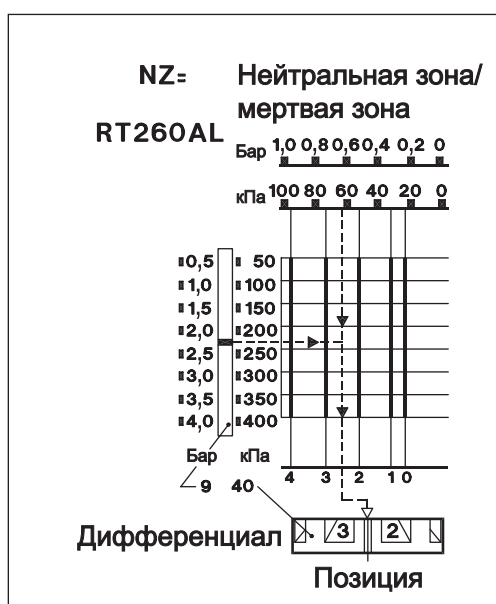 NZ= Нейтральная зона/
мертвая зона
RT260AL
Бар 1,0 0,8 0,6 0,4 0,2 0
кПа 100 80 60 40 20 0
0,5 50
1,0 100
1,5 150
2,0 200
2,5 250
3,0 300
3,5 350
4,0 400
Бар кПа 4 3 2 1 0
9 40
Дифференциал 3 2
Позиция